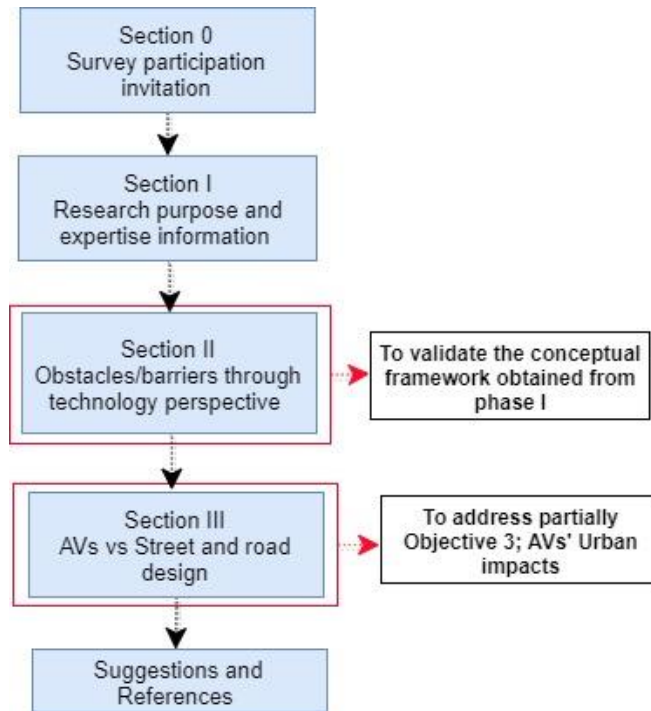 Section 0
Survey participation
invitation
Section I
Research purpose and
expertise information
Section II
Obstacles/barriers through
technology perspective
To validate the conceptual
framework obtained from
phase I
Section III
AVs vs Street and road
design
To address partially
Objective 3; AVs' Urban
impacts
Suggestions and
References